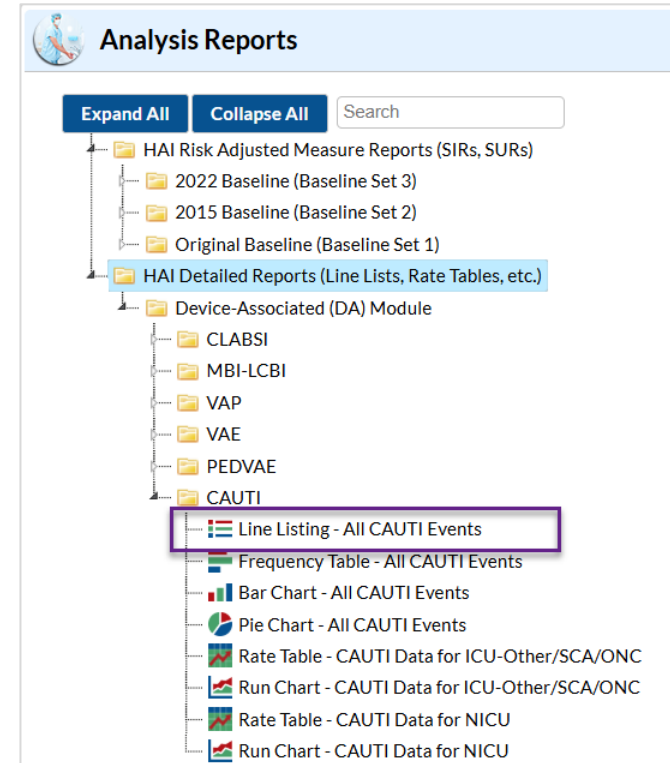 Analysis Reports
Expand All Collapse All Search
HAI Risk Adjusted Measure Reports (SIRs, SURs)
2022 Baseline (Baseline Set 3)
2015 Baseline (Baseline Set 2)
Original Baseline (Baseline Set 1)
HAI Detailed Reports (Line Lists, Rate Tables, etc.)
Device-Associated (DA) Module
CLABSI
MBI-LCBI
VAP
VAE
PEDVAE
CAUTI
Line Listing - All CAUTI Events
Frequency Table - All CAUTI Events
Bar Chart - All CAUTI Events
Pie Chart - All CAUTI Events
Rate Table - CAUTI Data for ICU-Other/SCA/ONC
Run Chart - CAUTI Data for ICU-Other/SCA/ONC
Rate Table - CAUTI Data for NICU
Run Chart - CAUTI Data for NICU